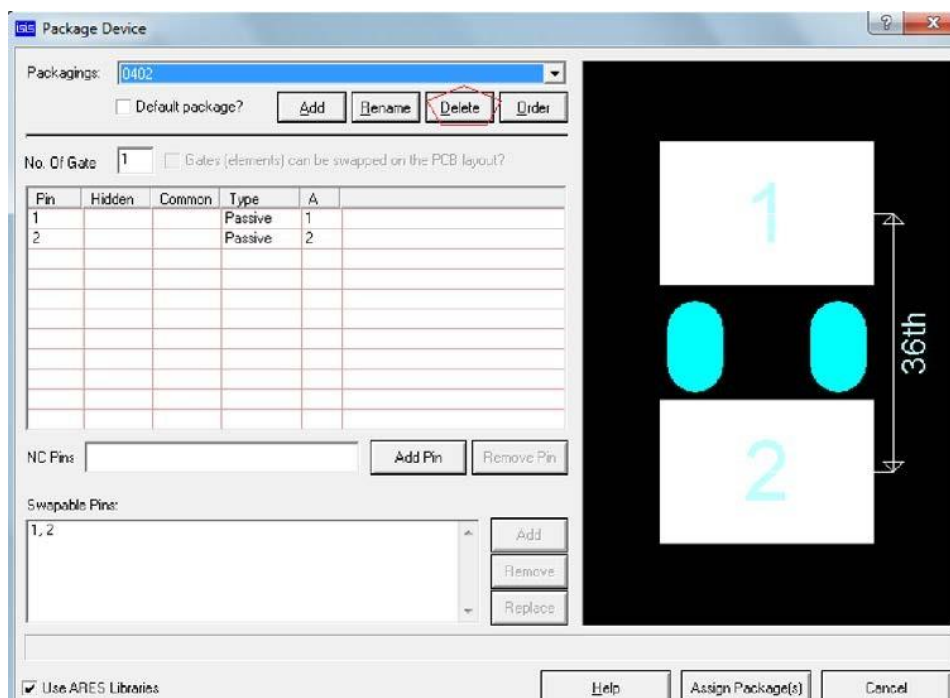 ISIS Package Device
Packagings: 0402
Default package? Add Rename Delete Order
No. Of Gate 1 Gates (elements) can be swapped on the PCB layout?
Pin Hidden Common Type A
1 Passive 1
2 Passive 2
NC Pins Add Pin Remove Pin
Swapable Pins:
1, 2
Add
Remove
Replace
Use ARES Libraries Help Assign Package(s) Cancel
1
36th
2